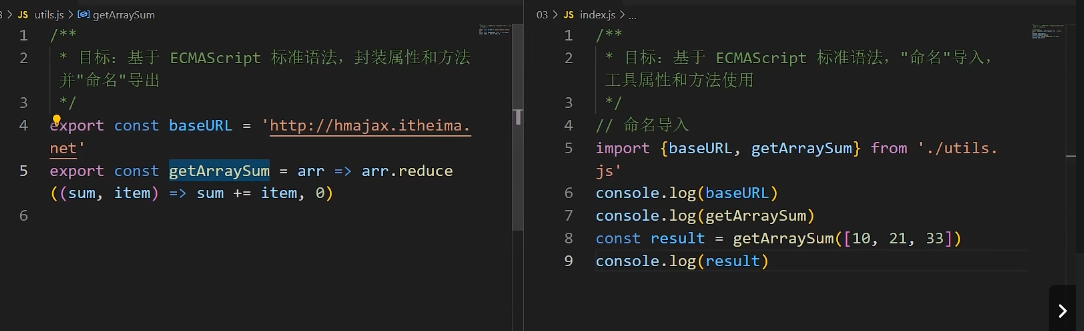 3 > JS utils.js > getArraySum
1 /**
2 * 目标：基于 ECMAScript 标准语法，封装属性和方法
并"命名"导出
3 */
4 export const baseURL = 'http://hmajax.itheima.
net'
5 export const getArraySum = arr => arr.reduce
((sum, item) => sum += item, 0)
6
03 > JS index.js > ...
1 /**
2 * 目标：基于 ECMAScript 标准语法，"命名"导入，
工具属性和方法使用
3 */
4 // 命名导入
5 import {baseURL, getArraySum} from './utils.
js'
6 console.log(baseURL)
7 console.log(getArraySum)
8 const result = getArraySum([10, 21, 33])
9 console.log(result)